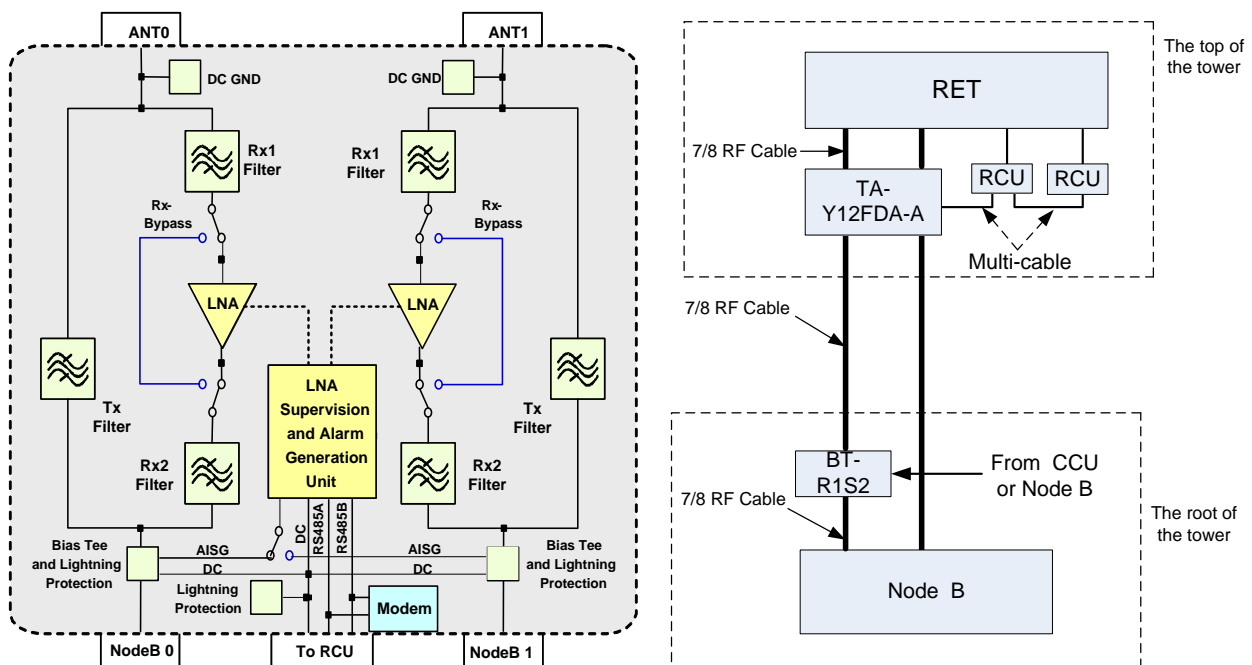 ANT0
ANT1
DC GND
DC GND
Rx1
Filter
Rx1
Filter
Rx-
Bypass
Rx-
Bypass
LNA
LNA
LNA
Supervision
and Alarm
Generation
Unit
Tx
Filter
Tx
Filter
Rx2
Filter
Rx2
Filter
DC
RS485A
RS485B
Bias Tee
and Lightning
Protection
AISG
DC
AISG
DC
Bias Tee
and Lightning
Protection
Lightning
Protection
Modem
NodeB 0
To RCU
NodeB 1
The top of
the tower
RET
7/8 RF Cable
TA-
Y12FDA-A
RCU
RCU
Multi-cable
7/8 RF Cable
BT-
R1S2
From CCU
or Node B
7/8 RF Cable
The root of
the tower
Node B